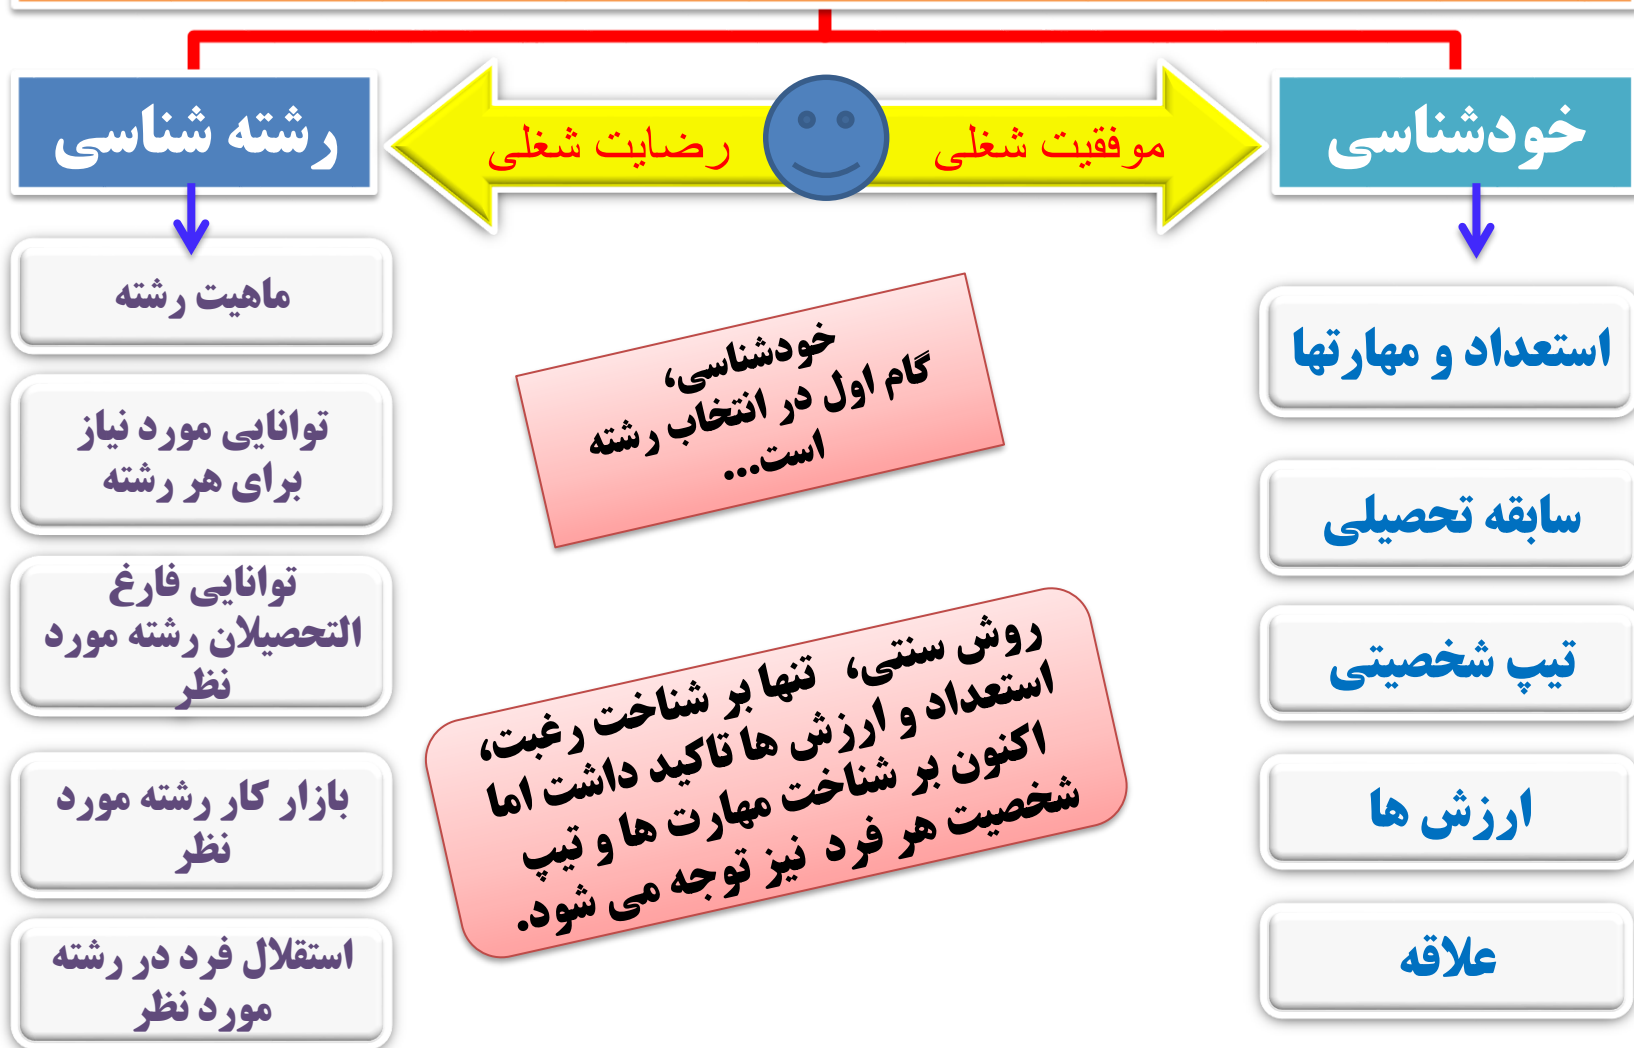 خودشناسی
موفقیت شغلی
رضایت شغلی
رشته شناسی
استعداد و مهارتها
سابقه تحصیلی
تیپ شخصیتی
ارزش ها
علاقه
خودشناسی،
گام اول در انتخاب رشته
است...
روش سنتی، تنها بر شناخت رغبت،
استعداد و ارزش ها تاکید داشت اما
اکنون بر شناخت مهارت ها و تیپ
شخصیت هر فرد نیز توجه می شود.
ماهیت رشته
توانایی مورد نیاز
برای هر رشته
توانایی فارغ
التحصیلان رشته مورد
نظر
بازار کار رشته مورد
نظر
استقلال فرد در رشته
مورد نظر